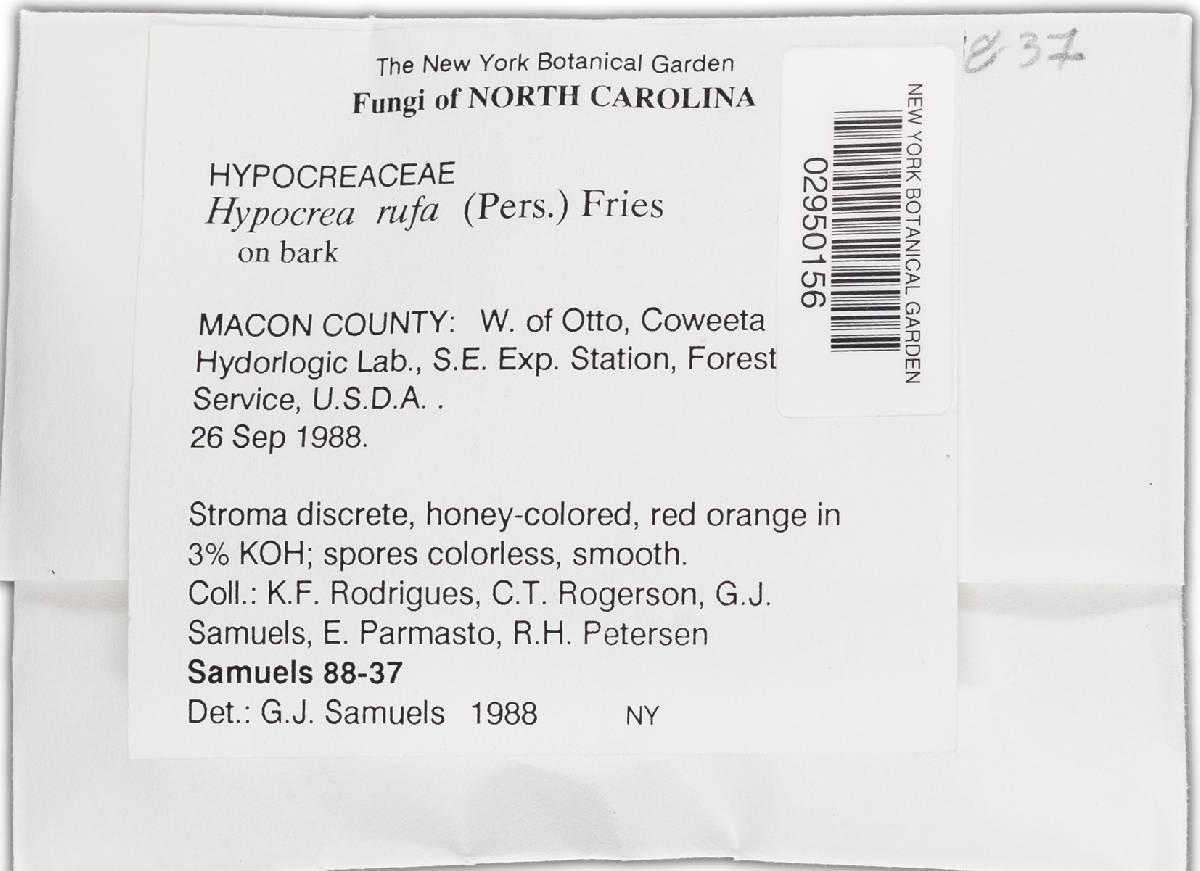 The New York Botanical Garden
Fungi of NORTH CAROLINA
HYPOCREACEAE
Hypocrea rufa (Pers.) Fries
on bark
MACON COUNTY: W. of Otto, Coweeta
Hydorlogic Lab., S.E. Exp. Station, Forest
Service, U.S.D.A. .
26 Sep 1988.
Stroma discrete, honey-colored, red orange in
3% KOH; spores colorless, smooth.
Coll.: K.F. Rodrigues, C.T. Rogerson, G.J.
Samuels, E. Parmasto, R.H. Petersen
Samuels 88-37
Det.: G.J. Samuels 1988 NY
NEW YORK BOTANICAL GARDEN
02950156
37